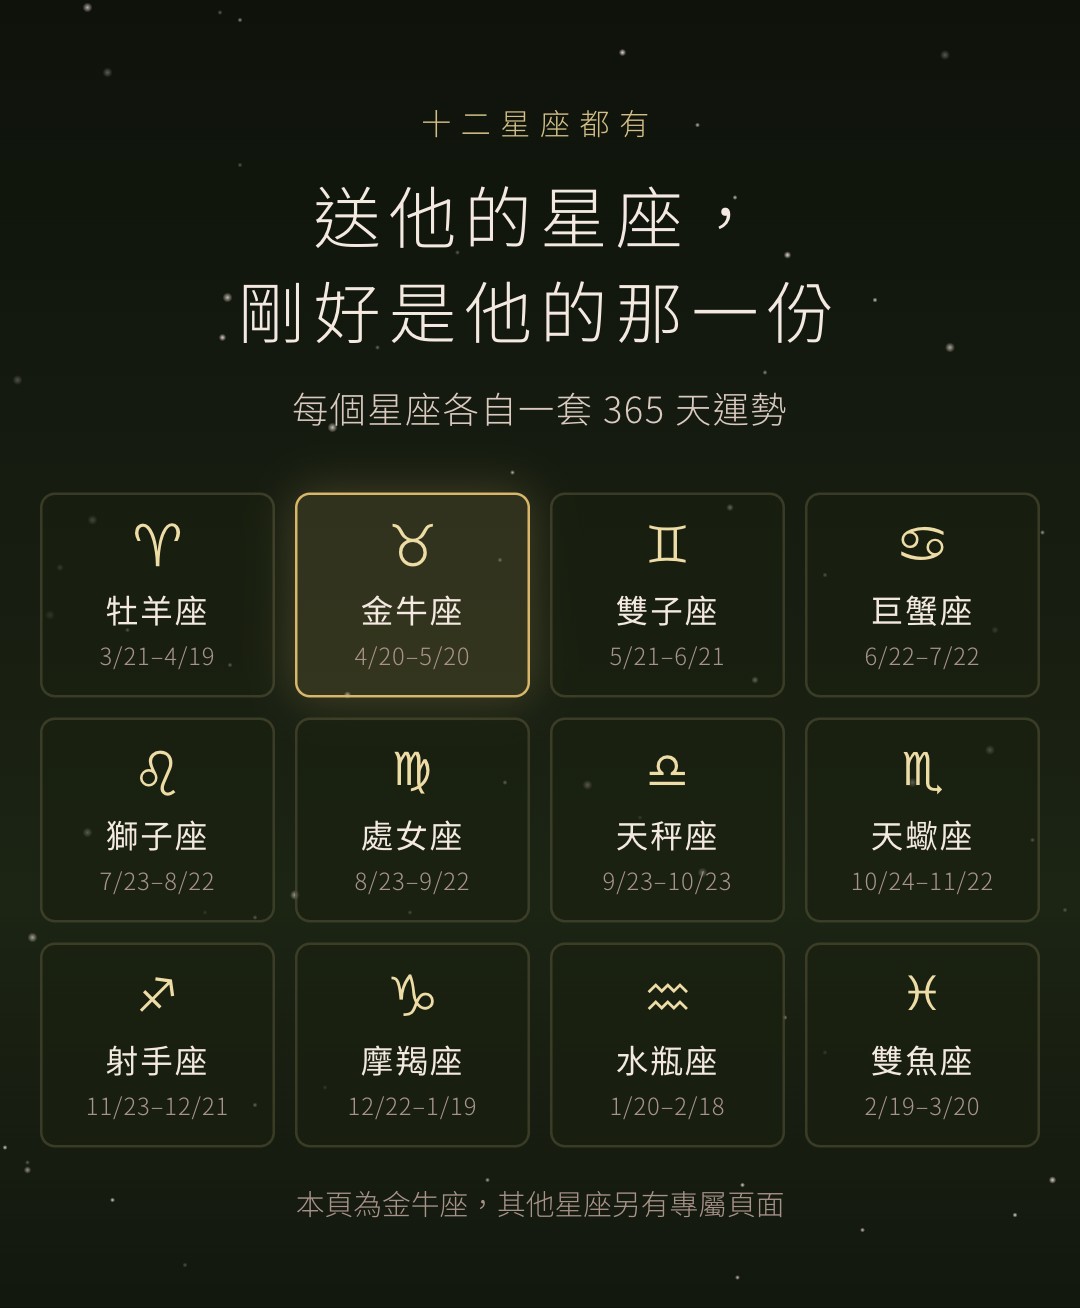 十二星座都有
送他的星座，
剛好是他的那一份
每個星座各自一套 365 天運勢
♈ ♉ ♊ ♋
牡羊座 金牛座 雙子座 巨蟹座
3/21–4/19 4/20–5/20 5/21–6/21 6/22–7/22
♌ ♍ ♎ ♏
獅子座 處女座 天秤座 天蠍座
7/23–8/22 8/23–9/22 9/23–10/23 10/24–11/22
♐ ♑ ♒ ♓
射手座 摩羯座 水瓶座 雙魚座
11/23–12/21 12/22–1/19 1/20–2/18 2/19–3/20
本頁為金牛座，其他星座另有專屬頁面